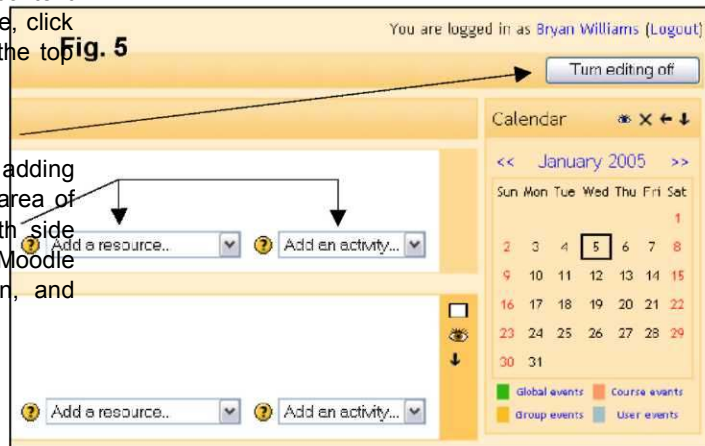 e, click
the top
Fig. 5
You are logged in as Bryan Williams (Logout)
Turn editing off
adding
area of
th side
Moodle
n, and
Add a resource...
Add an activity...
Add a resource...
Add an activity...
Calendar
<< January 2005 >>
Sun Mon Tue Wed Thu Fri Sat
1
2 3 4 5 6 7 8
9 10 11 12 13 14 15
16 17 18 19 20 21 22
23 24 25 26 27 28 29
30 31
Global events Course events
Group events User events